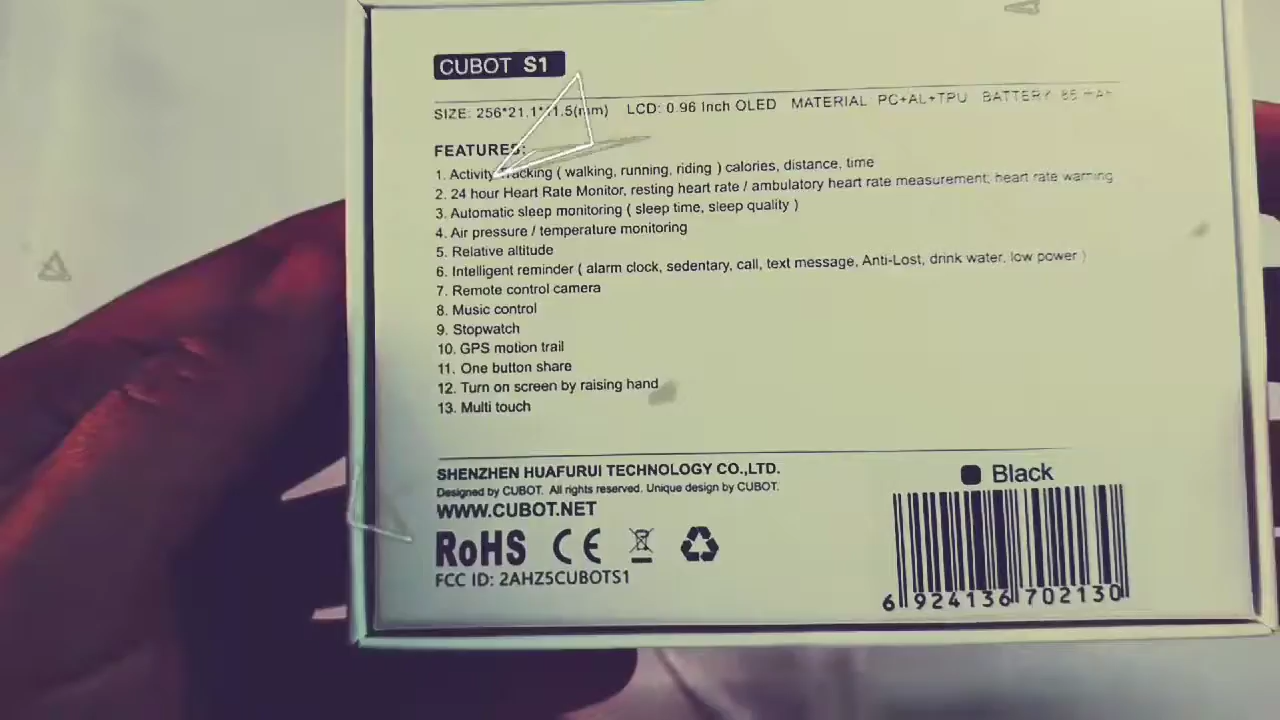 CUBOT S1
SIZE: 256*21.1*11.5(mm) LCD: 0.96 Inch OLED MATERIAL PC+AL+TPU BATTERY
FEATURES:
1. Activity Tracking ( walking, running, riding ) calories, distance, time
2. 24 hour Heart Rate Monitor, resting heart rate / ambulatory heart rate measurement; heart rate warning
3. Automatic sleep monitoring ( sleep time, sleep quality )
4. Air pressure / temperature monitoring
5. Relative altitude
6. Intelligent reminder ( alarm clock, sedentary, call, text message, Anti-Lost, drink water, low power )
7. Remote control camera
8. Music control
9. Stopwatch
10. GPS motion trail
11. One button share
12. Turn on screen by raising hand
13. Multi touch
SHENZHEN HUAFURUI TECHNOLOGY CO.,LTD.
Designed by CUBOT. All rights reserved. Unique design by CUBOT.
WWW.CUBOT.NET
RoHS CE
FCC ID: 2AHZ5CUBOTS1
Black
6 924136 702130